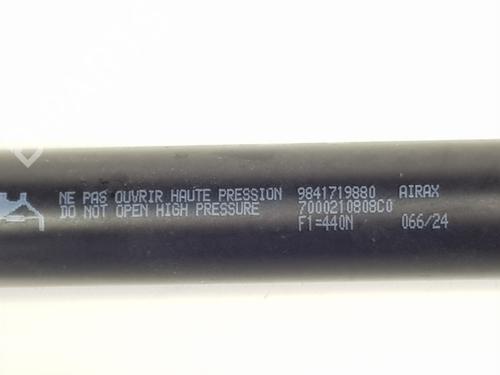 NE PAS OUVRIR HAUTE PRESSION 9841719880 AIRAX
DO NOT OPEN HIGH PRESSURE 7000210808C0
F1=440N 066/24